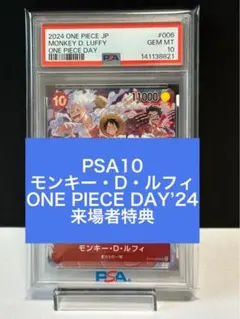 2024 ONE PIECE JP
#006
MONKEY D. LUFFY
GEM MT
ONE PIECE DAY
10
PSA
141138821
10
11000
PSA10
モンキー・D・ルフィ
ONE PIECE DAY'24
来場者特典
モンキー・D・ルフィ
PSA